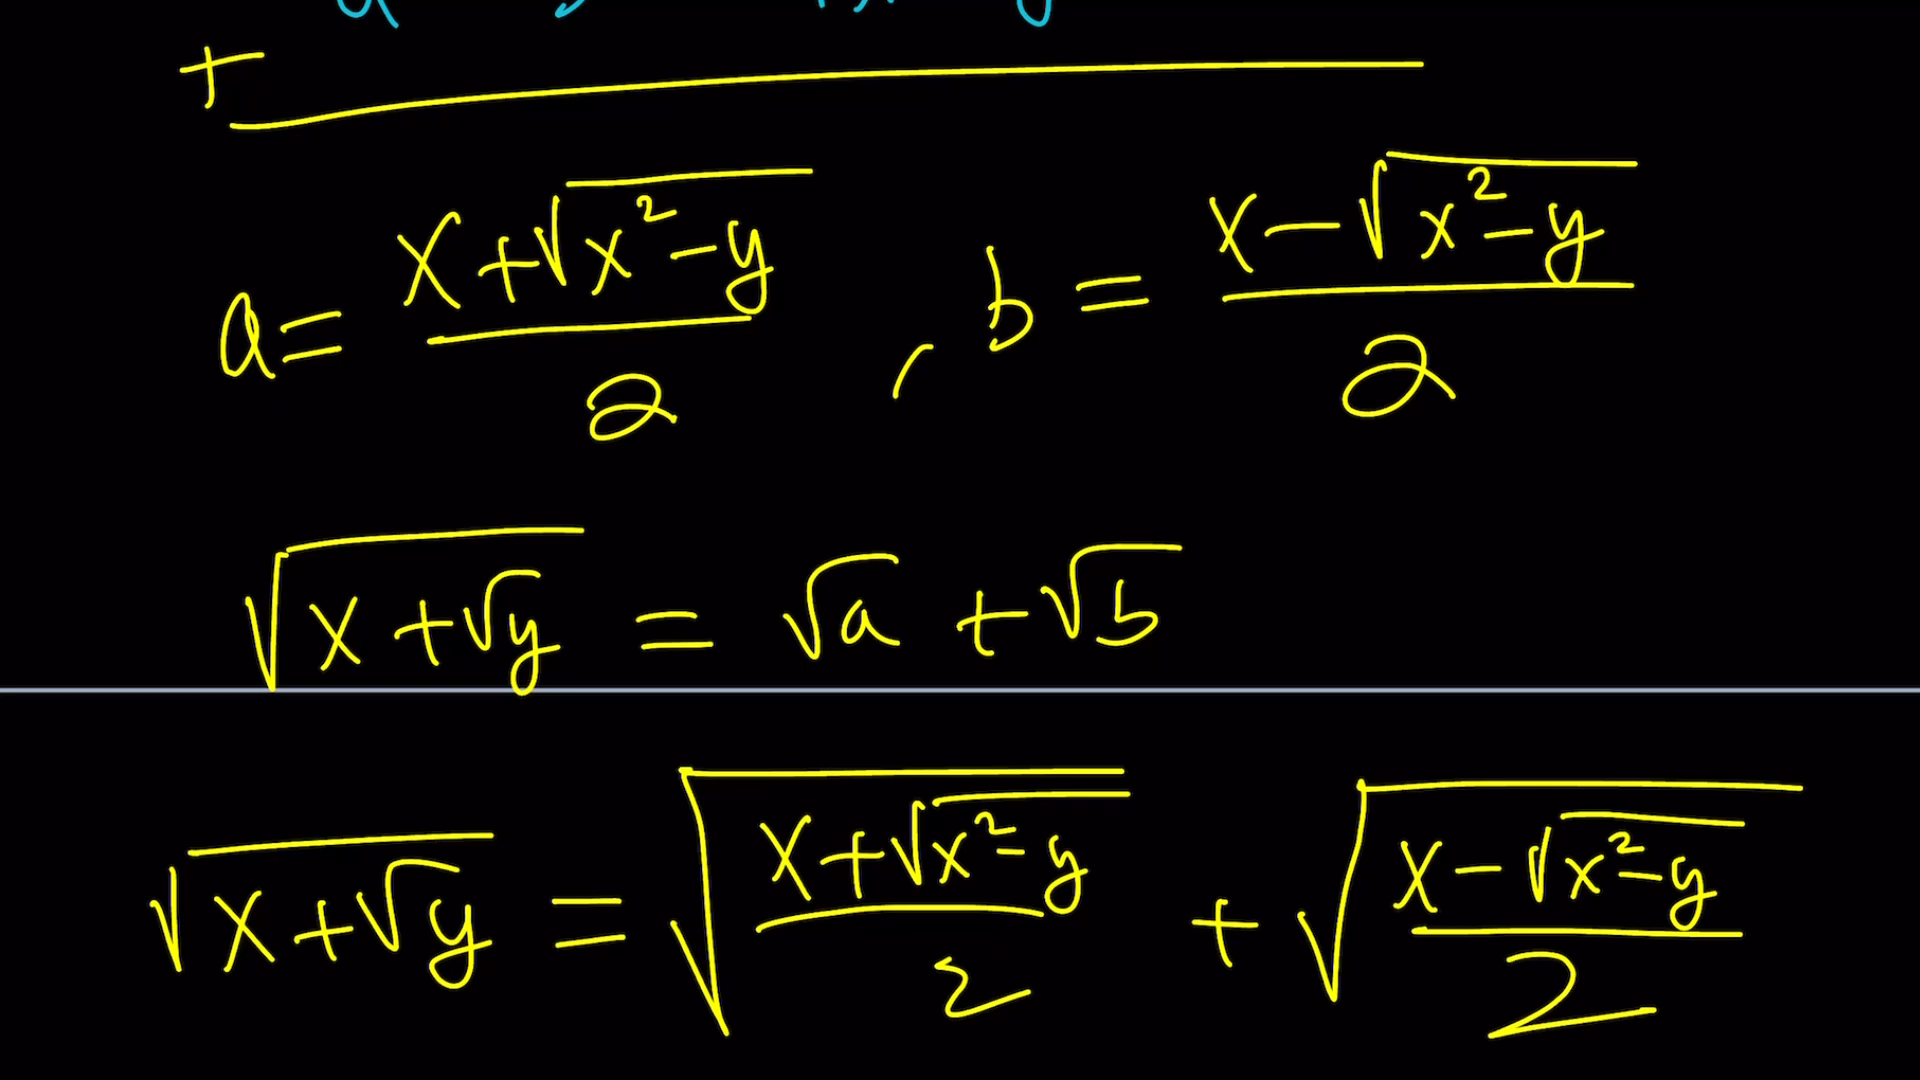 +
a = (x+√(x²-y))/2 , b = (x-√(x²-y))/2
√(x+√y) = √a + √b
√(x+√y) = √((x+√(x²-y))/2) + √((x-√(x²-y))/2)